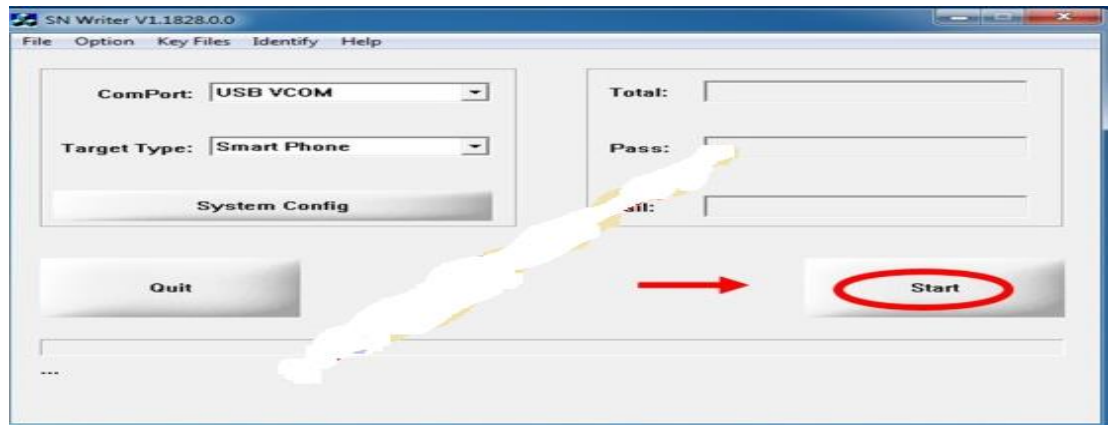 SN Writer V1.1828.0.0
File Option Key Files Identify Help
ComPort: USB VCOM
Target Type: Smart Phone
System Config
Total:
Pass:
Quit
Start
...